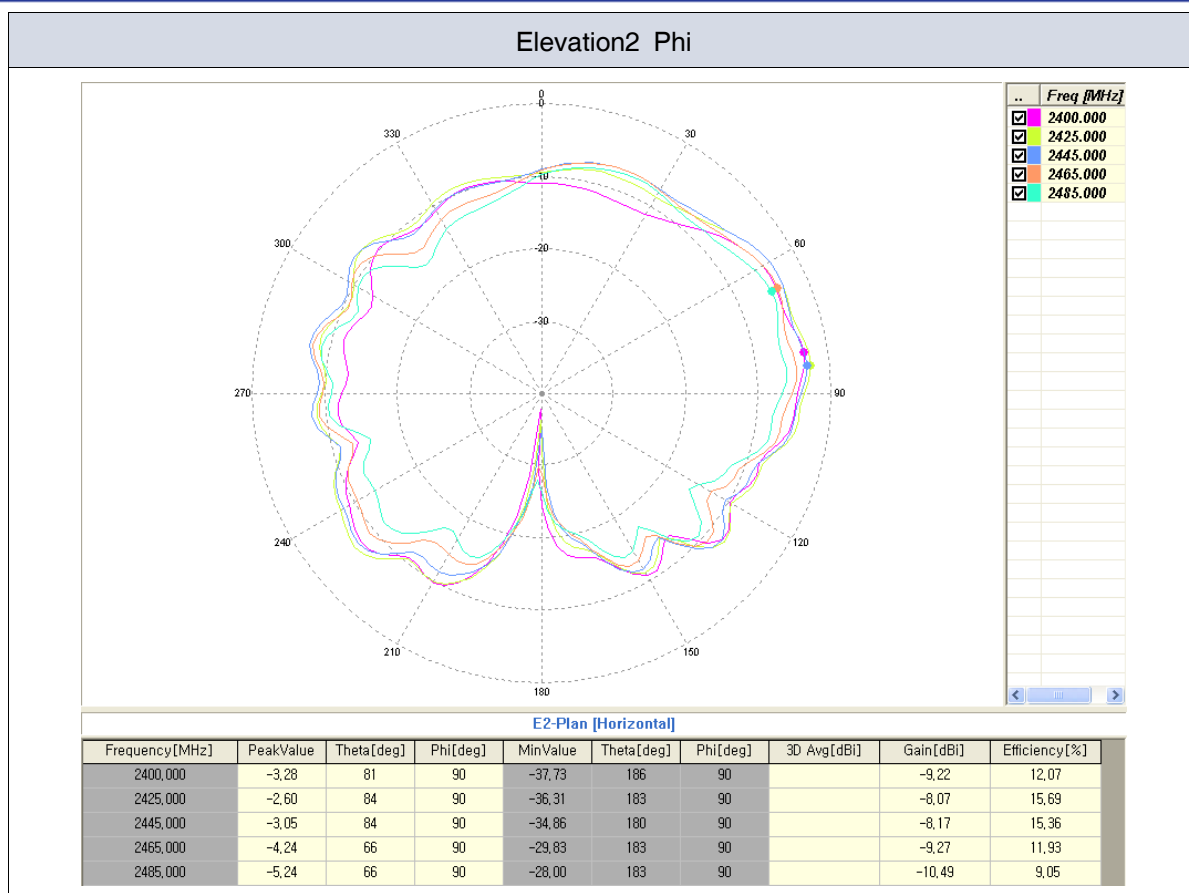 Elevation2 Phi
0
0
330
30
-10
300
-20
60
-30
270
90
240
120
210
150
180
.. Freq [MHz]
2400.000
2425.000
2445.000
2465.000
2485.000
E2-Plan [Horizontal]
Frequency[MHz] PeakValue Theta[deg] Phi[deg] MinValue Theta[deg] Phi[deg] 3D Avg[dBi] Gain[dBi] Efficiency[%]
2400,000 -3,28 81 90 -37,73 186 90 -9,22 12,07
2425,000 -2,60 84 90 -36,31 183 90 -8,07 15,69
2445,000 -3,05 84 90 -34,86 180 90 -8,17 15,36
2465,000 -4,24 66 90 -29,83 183 90 -9,27 11,93
2485,000 -5,24 66 90 -28,00 183 90 -10,49 9,05